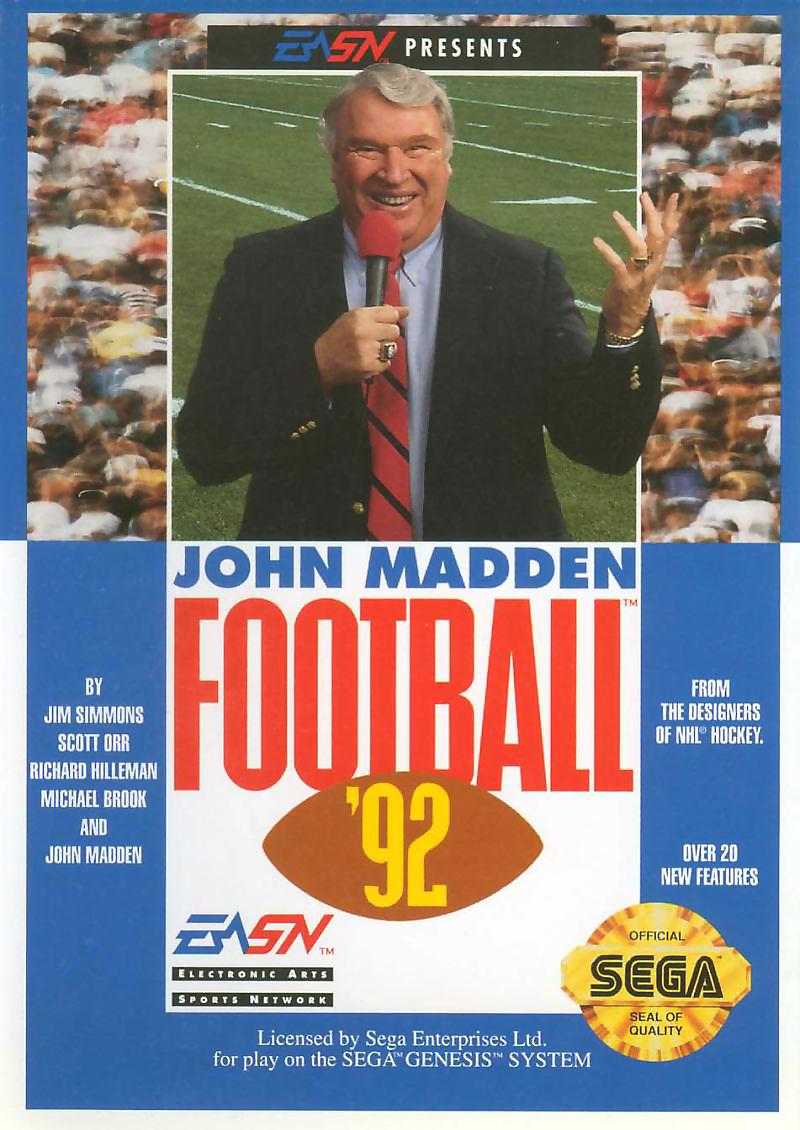 EASN™ PRESENTS
JOHN MADDEN
FOOTBALL™
'92
BY
JIM SIMMONS
SCOTT ORR
RICHARD HILLEMAN
MICHAEL BROOK
AND
JOHN MADDEN
FROM
THE DESIGNERS
OF NHL® HOCKEY.
OVER 20
NEW FEATURES
EASN™
ELECTRONIC ARTS
SPORTS NETWORK
OFFICIAL
SEGA™
SEAL OF
QUALITY
Licensed by Sega Enterprises Ltd.
for play on the SEGA™ GENESIS™ SYSTEM